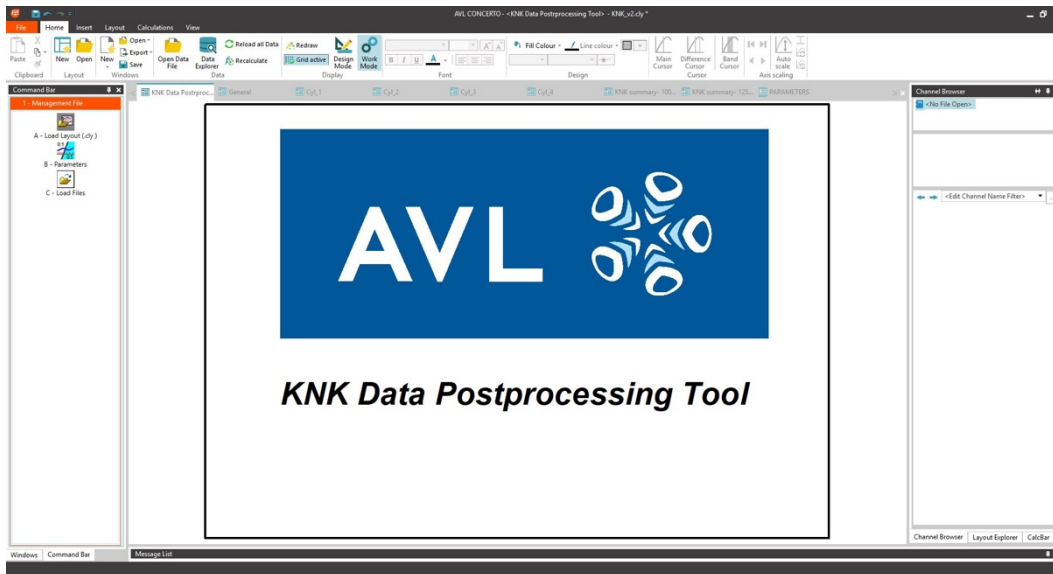 AVL CONCERTO - <KNK Data Postprocessing Tool> - KNK_v2.cly *
File Home Insert Layout Calculations View
Paste
New Open New
Open
Export
Save
Open Data File
Data Explorer
Reload all Data
Recalculate
Redraw
Grid active
Design Mode
Work Mode
B I U A
Fill Colour
Line colour
Main Cursor
Difference Cursor
Band Cursor
Auto scale
Clipboard Layout Windows Data Display Font Design Cursor Axis scaling
Command Bar
KNK Data Postproc... General Cyl_1 Cyl_2 Cyl_3 Cyl_4 KNK summary- 100... KNK summary- 125... PARAMETERS
Channel Browser
1 - Management File
<No File Open>
A - Load Layout (.cly )
B - Parameters
C - Load Files
<Edit Channel Name Filter>
AVL
KNK Data Postprocessing Tool
Channel Browser Layout Explorer CalcBar
Windows Command Bar
Message List